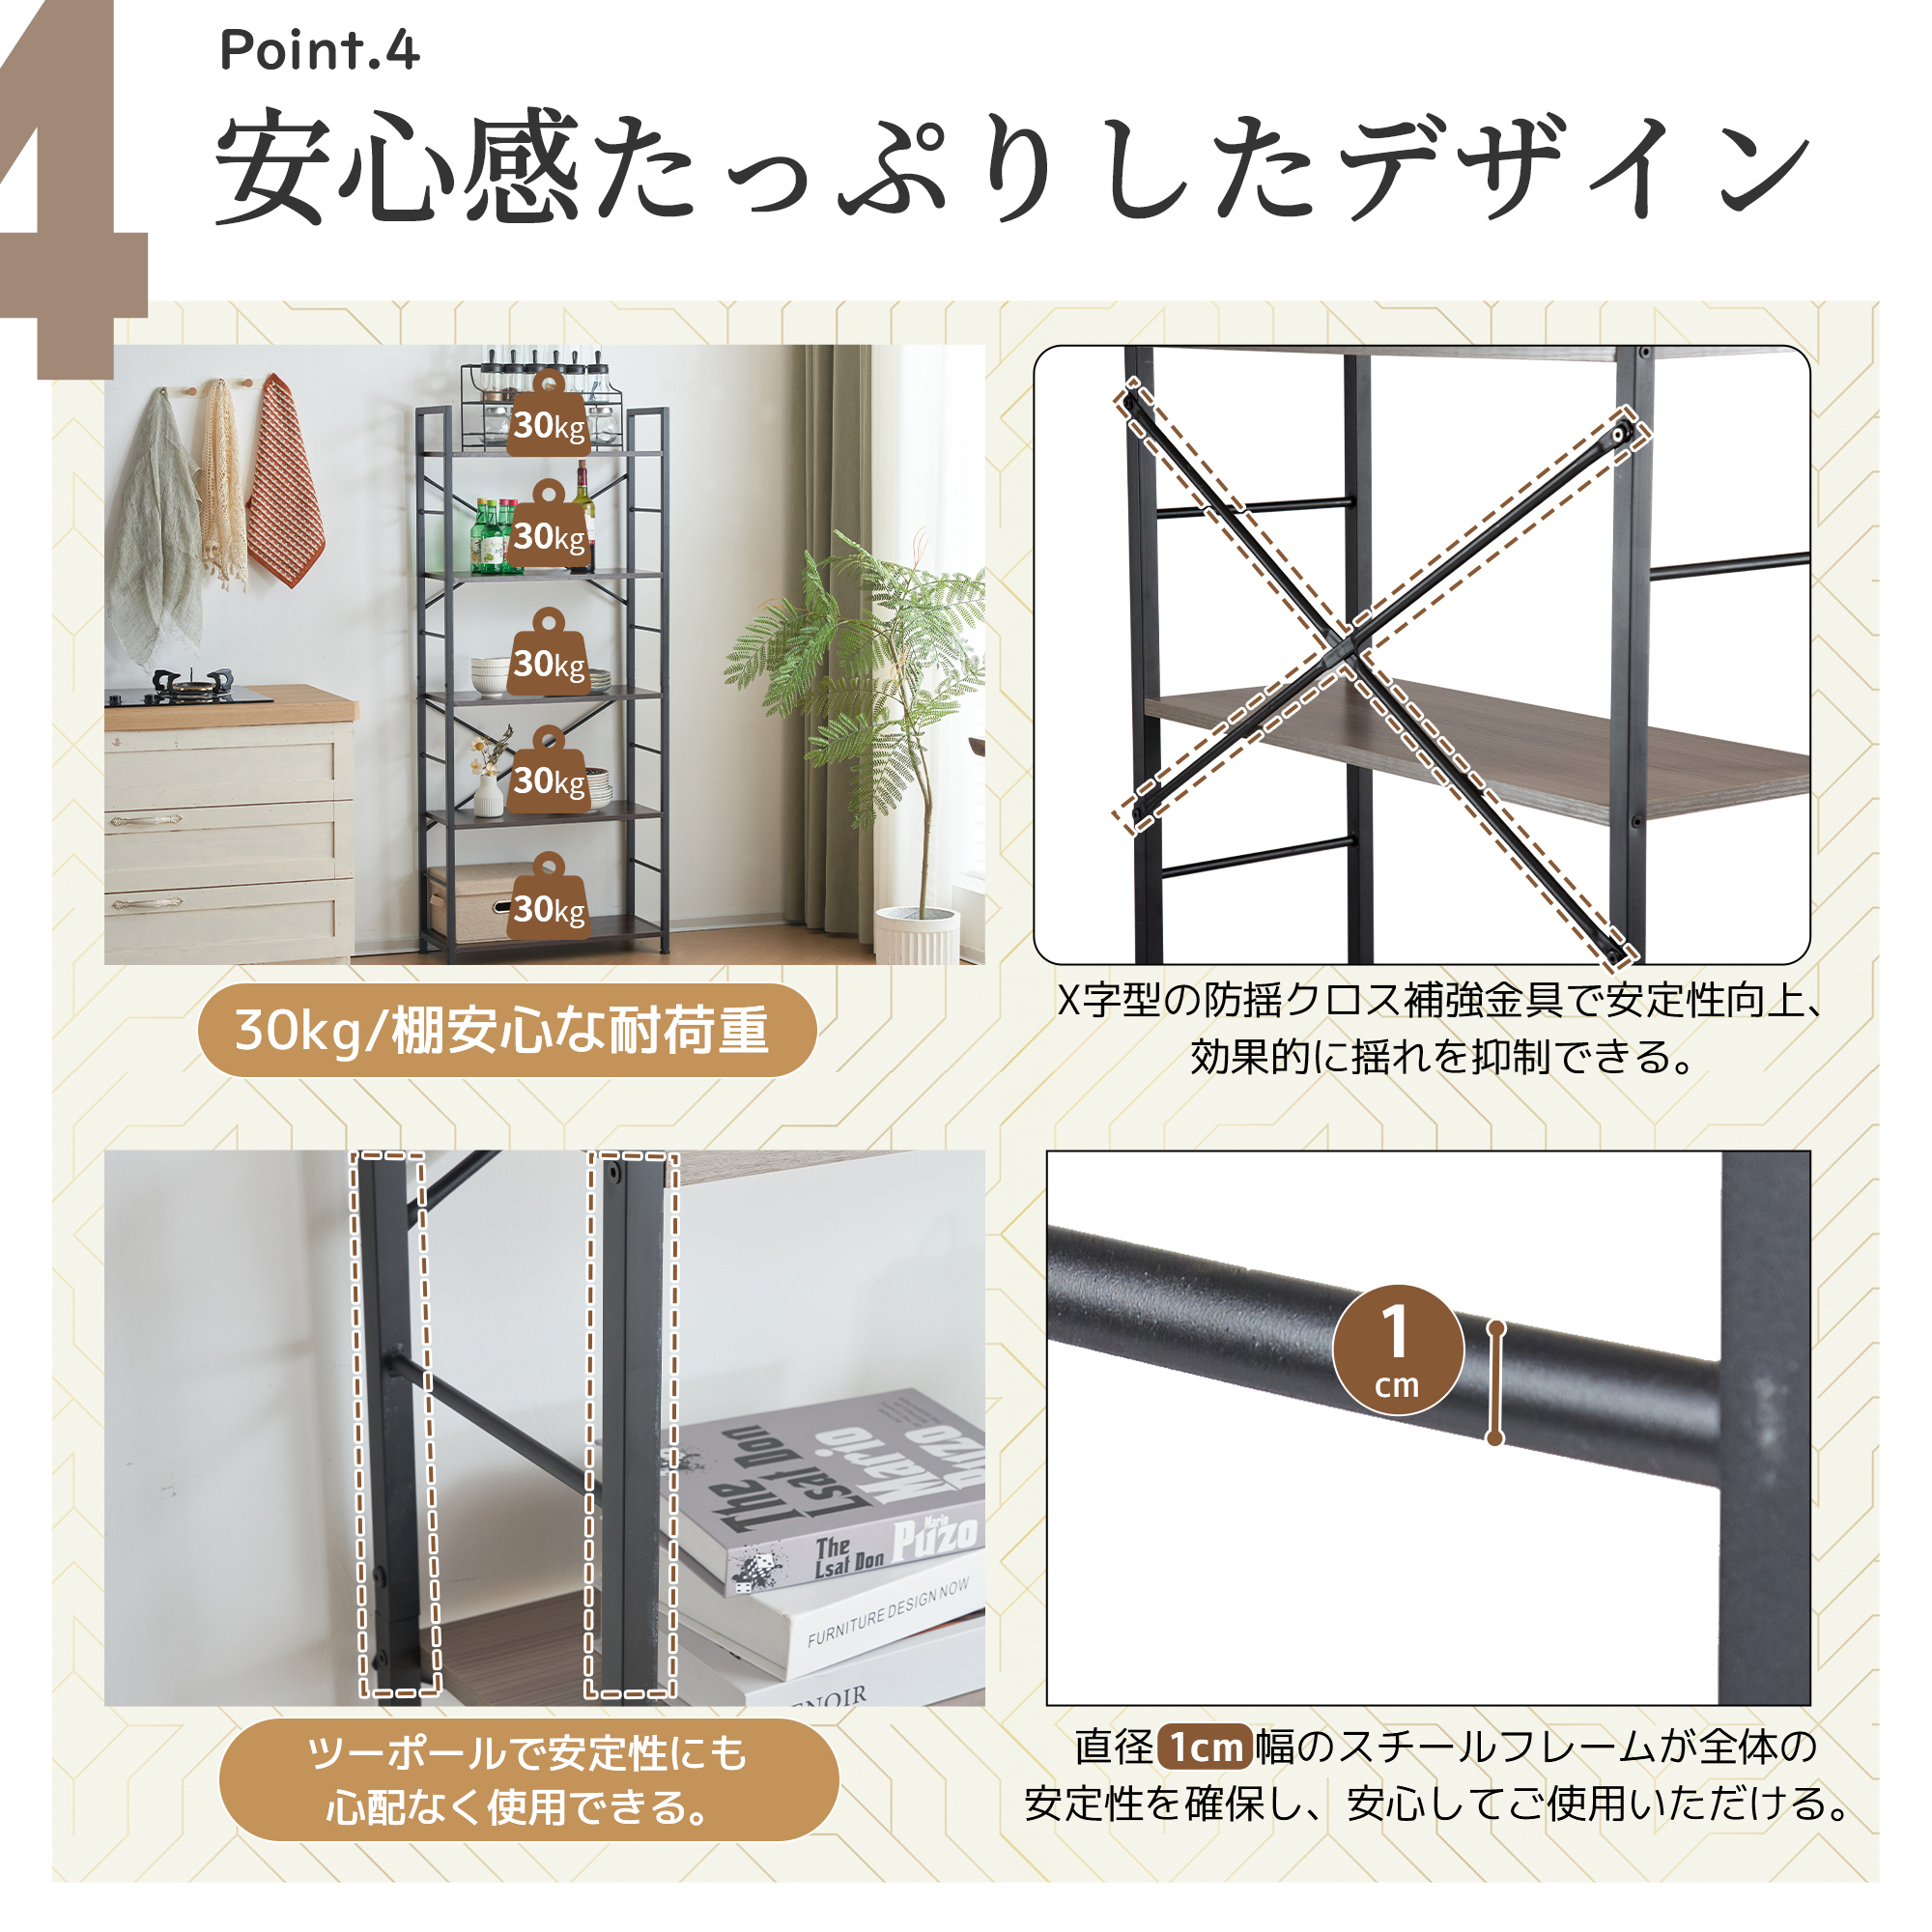 4
Point.4
安心感たっぷりしたデザイン
30kg
30kg
30kg
30kg
30kg
30kg/棚安心な耐荷重
X字型の防揺クロス補強金具で安定性向上、
効果的に揺れを抑制できる。
The
Lsat Don
Mario
Puzo
The
Lsat Don
Mario
Puzo
FURNITURE DESIGN NOW
ENOIR
ツーポールで安定性にも
心配なく使用できる。
1
cm
直径1cm幅のスチールフレームが全体の
安定性を確保し、安心してご使用いただける。